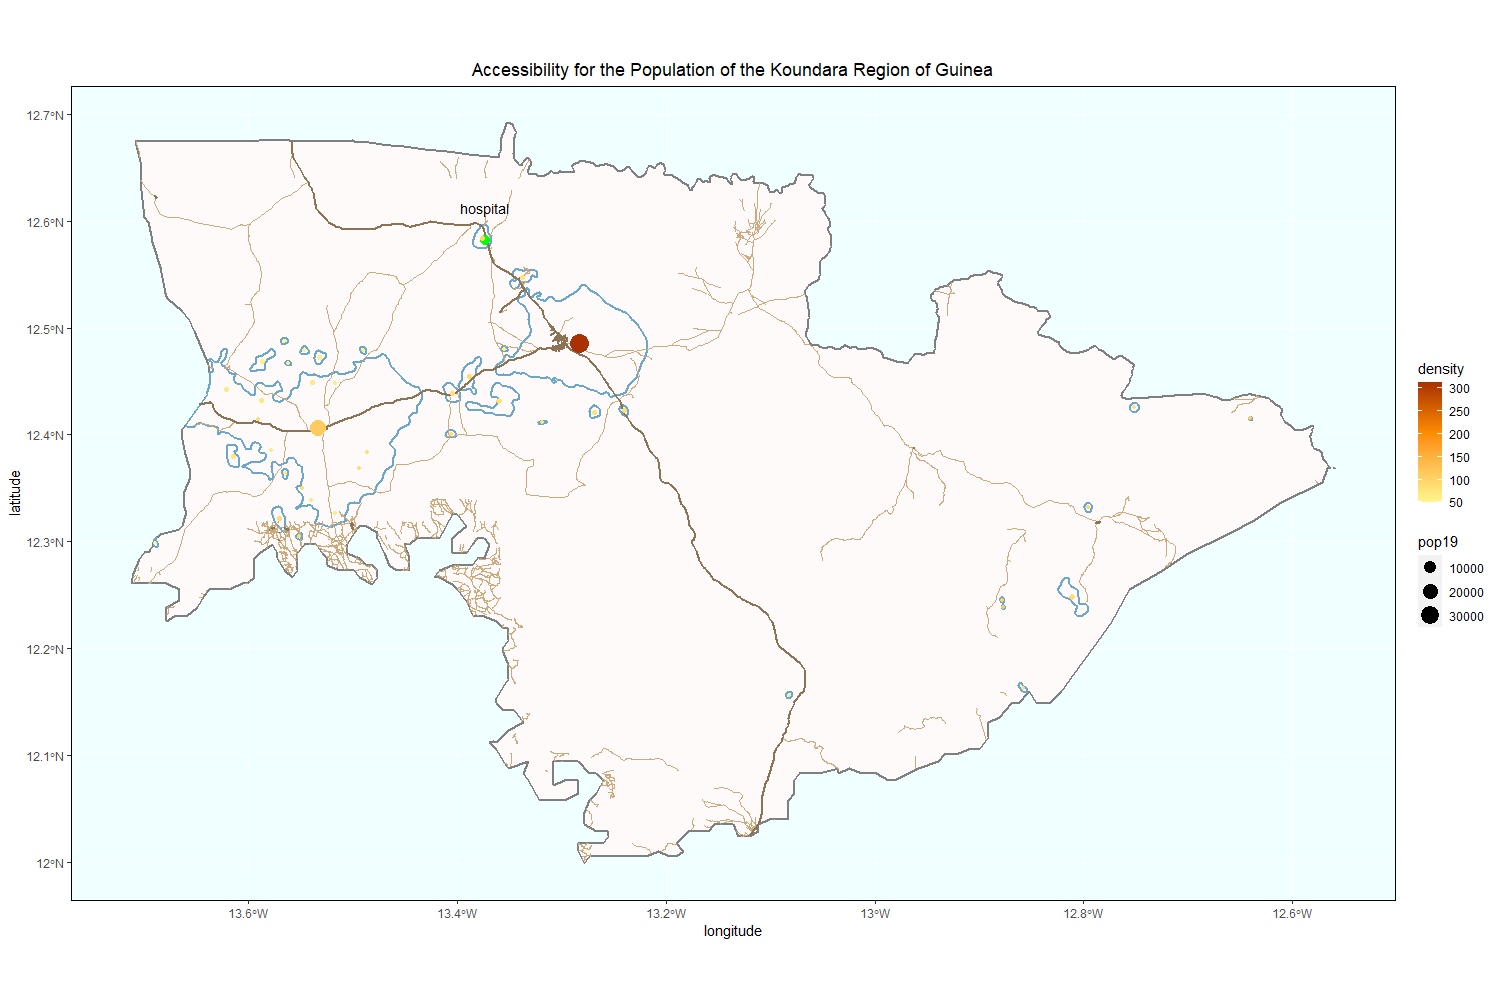 Accessibility for the Population of the Koundara Region of Guinea
12.7°N
12.6°N
12.5°N
12.4°N
12.3°N
12.2°N
12.1°N
12°N
latitude
hospital
13.6°W
13.4°W
13.2°W
13°W
12.8°W
12.6°W
longitude
density
300
250
200
150
100
50
pop19
10000
20000
30000